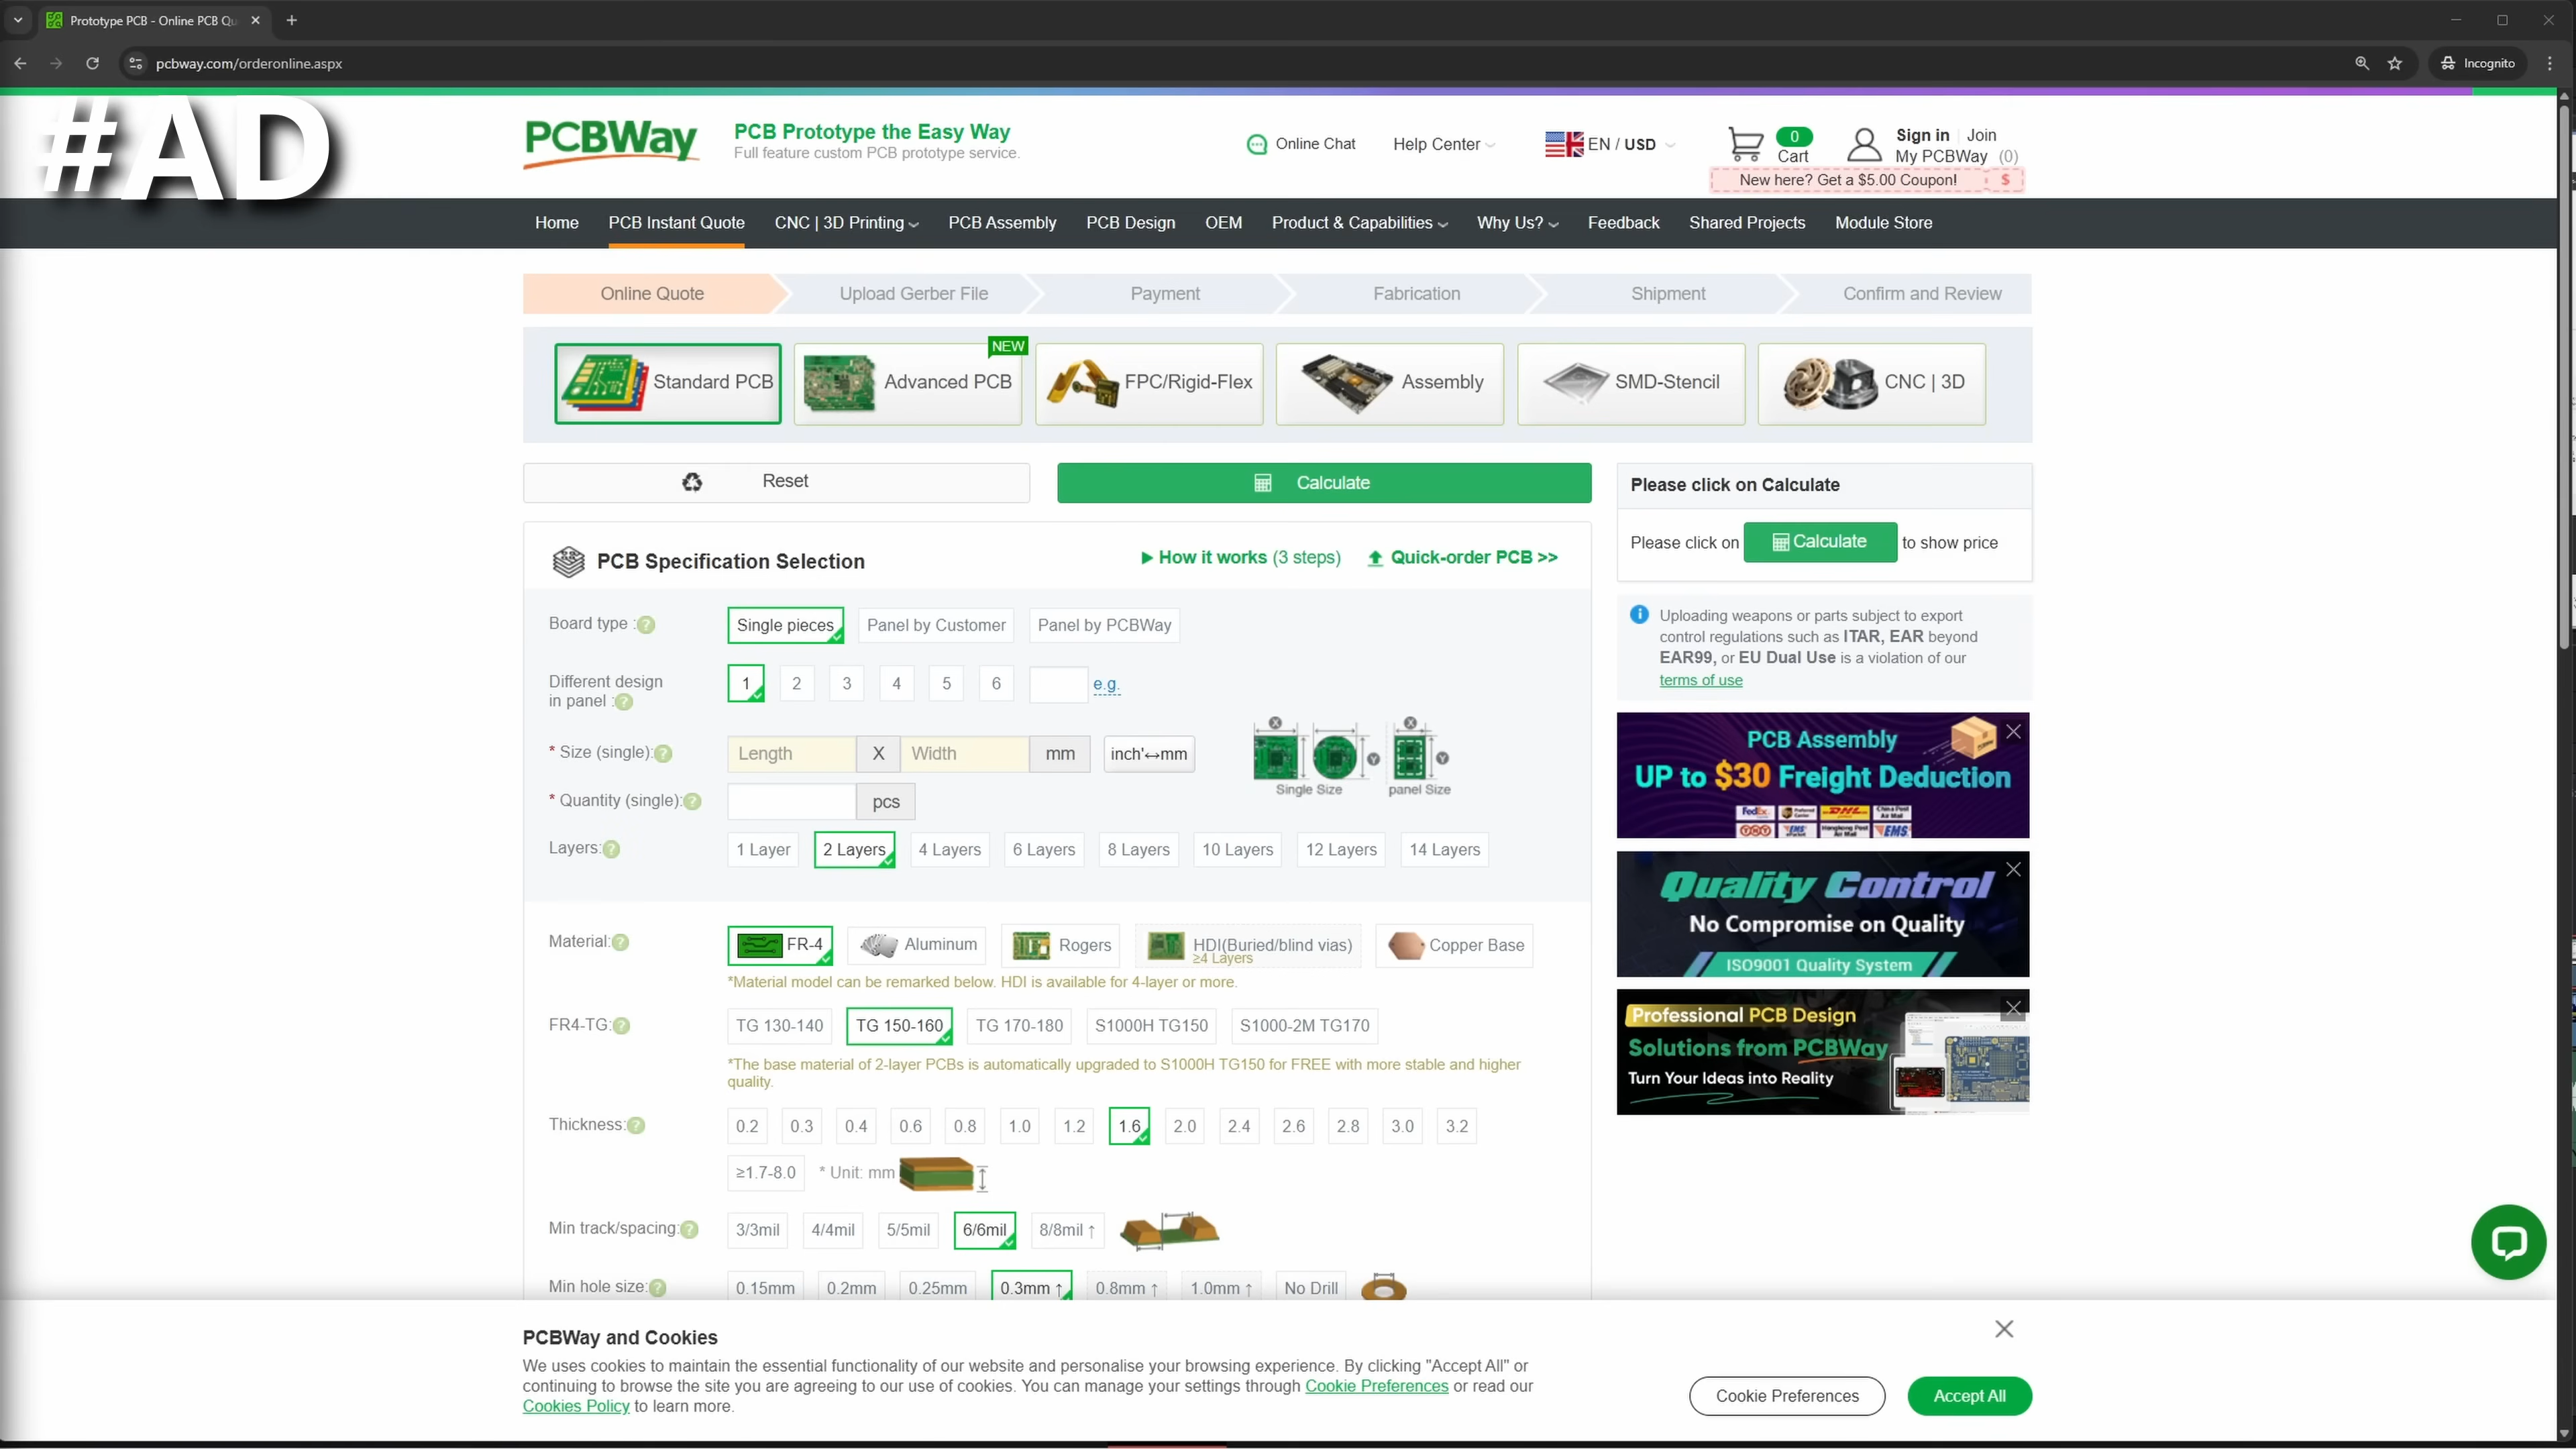 Prototype PCB - Online PCB Qu
pcbway.com/orderonline.aspx
Incognito
#AD
PCBWay
PCB Prototype the Easy Way
Full feature custom PCB prototype service.
Online Chat
Help Center
EN / USD
0
Cart
Sign in
Join
My PCBWay (0)
New here? Get a $5.00 Coupon! $
Home
PCB Instant Quote
CNC | 3D Printing
PCB Assembly
PCB Design
OEM
Product & Capabilities
Why Us?
Feedback
Shared Projects
Module Store
Online Quote
Upload Gerber File
Payment
Fabrication
Shipment
Confirm and Review
NEW
Standard PCB
Advanced PCB
FPC/Rigid-Flex
Assembly
SMD-Stencil
CNC | 3D
Reset
Calculate
Please click on Calculate
Please click on Calculate to show price
PCB Specification Selection
How it works (3 steps)
Quick-order PCB >>
Board type :?
Single pieces
Panel by Customer
Panel by PCBWay
Different design
in panel :?
1 2 3 4 5 6 e.g.
* Size (single):?
Length X Width mm inch'↔mm
X X
Y Y
Single Size panel Size
* Quantity (single):?
pcs
Layers:?
1 Layer 2 Layers 4 Layers 6 Layers 8 Layers 10 Layers 12 Layers 14 Layers
Material:?
FR-4 Aluminum Rogers HDI(Buried/blind vias) Copper Base
≥4 Layers
*Material model can be remarked below. HDI is available for 4-layer or more.
FR4-TG:?
TG 130-140 TG 150-160 TG 170-180 S1000H TG150 S1000-2M TG170
*The base material of 2-layer PCBs is automatically upgraded to S1000H TG150 for FREE with more stable and higher
quality.
Thickness:?
0.2 0.3 0.4 0.6 0.8 1.0 1.2 1.6 2.0 2.4 2.6 2.8 3.0 3.2
≥1.7-8.0 * Unit: mm
Min track/spacing:?
3/3mil 4/4mil 5/5mil 6/6mil 8/8mil ↑
Min hole size:?
0.15mm 0.2mm 0.25mm 0.3mm ↑ 0.8mm ↑ 1.0mm ↑ No Drill
Uploading weapons or parts subject to export
control regulations such as ITAR, EAR beyond
EAR99, or EU Dual Use is a violation of our
terms of use
PCB Assembly
UP to $30 Freight Deduction
FedEx DHL
TNT EMS EMS
Quality Control
No Compromise on Quality
ISO9001 Quality System
Professional PCB Design
Solutions from PCBWay
Turn Your Ideas into Reality
PCBWay and Cookies
We uses cookies to maintain the essential functionality of our website and personalise your browsing experience. By clicking "Accept All" or
continuing to browse the site you are agreeing to our use of cookies. You can manage your settings through Cookie Preferences or read our
Cookies Policy to learn more.
Cookie Preferences
Accept All